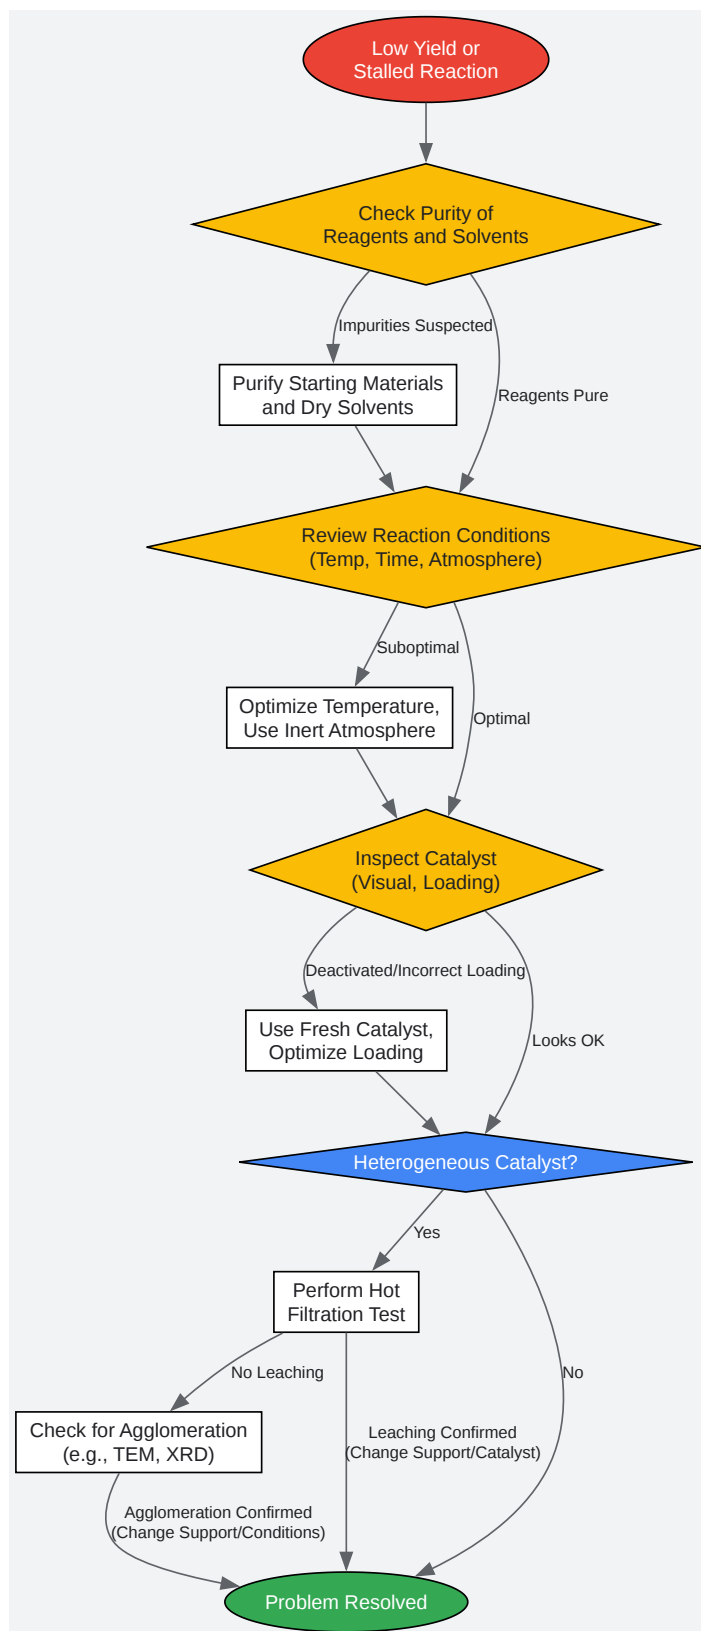 Low Yield or
Stalled Reaction
Check Purity of
Reagents and Solvents
Impurities Suspected
Purify Starting Materials
and Dry Solvents
Reagents Pure
Review Reaction Conditions
(Temp, Time, Atmosphere)
Suboptimal
Optimize Temperature,
Use Inert Atmosphere
Optimal
Inspect Catalyst
(Visual, Loading)
Deactivated/Incorrect Loading
Use Fresh Catalyst,
Optimize Loading
Looks OK
Heterogeneous Catalyst?
Yes
Perform Hot
Filtration Test
No Leaching
No
Check for Agglomeration
(e.g., TEM, XRD)
Leaching Confirmed
(Change Support/Catalyst)
Agglomeration Confirmed
(Change Support/Conditions)
Problem Resolved